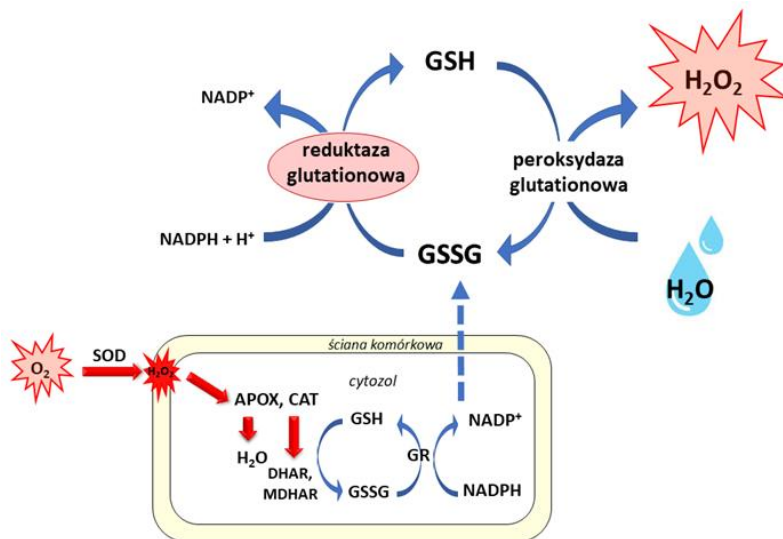 GSH
H₂O₂
NADP⁺
reduktaza
glutationowa
peroksydaza
glutationowa
NADPH + H⁺
GSSG
H₂O
ściana komórkowa
O₂
SOD
H₂O₂
cytozol
APOX, CAT
GSH
NADP⁺
GR
H₂O
DHAR,
MDHAR
GSSG
NADPH